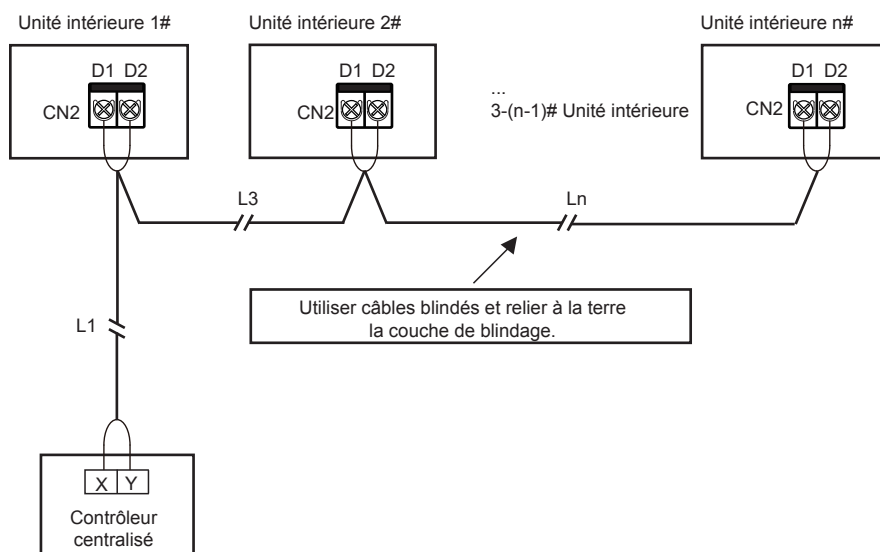 Unité intérieure 1#
Unité intérieure 2#
Unité intérieure n#
D1 D2
CN2
D1 D2
CN2
...
3-(n-1)# Unité intérieure
D1 D2
CN2
L3
Ln
Utiliser câbles blindés et relier à la terre
la couche de blindage.
L1
X Y
Contrôleur
centralisé